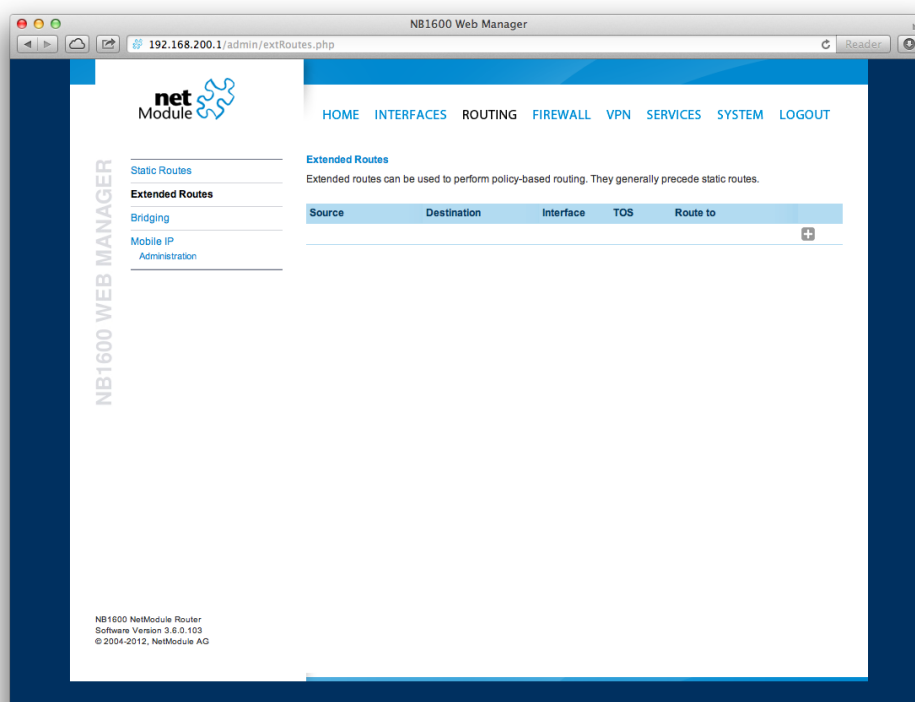 NB1600 Web Manager
192.168.200.1/admin/extRoutes.php
Reader
net
Module
HOME INTERFACES ROUTING FIREWALL VPN SERVICES SYSTEM LOGOUT
NB1600 WEB MANAGER
Static Routes
Extended Routes
Bridging
Mobile IP
Administration
Extended Routes
Extended routes can be used to perform policy-based routing. They generally precede static routes.
Source Destination Interface TOS Route to
NB1600 NetModule Router
Software Version 3.6.0.103
© 2004-2012, NetModule AG